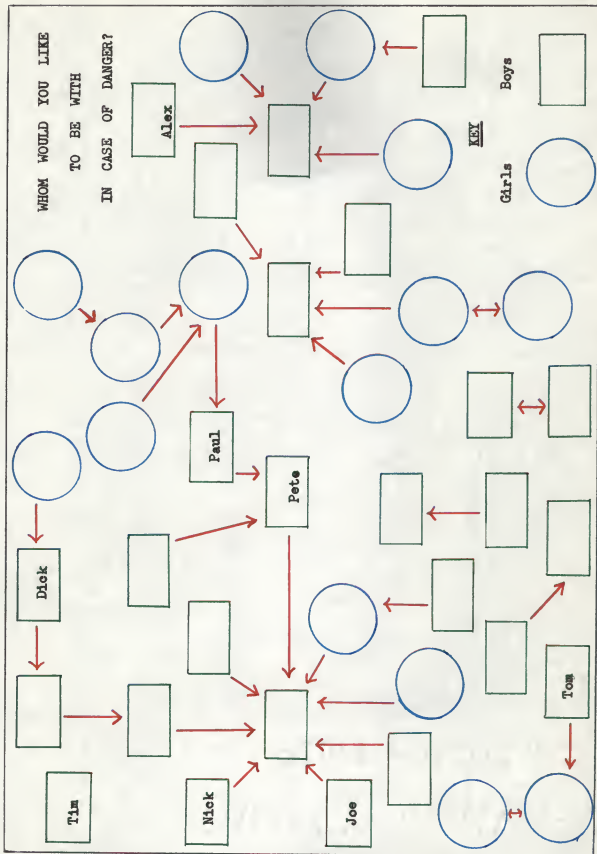 WHOM WOULD YOU LIKE
TO BE WITH
IN CASE OF DANGER?
Tim
Dick
Alex
Nick
Paul
Pete
Joe
Tom
KEY
Girls
Boys